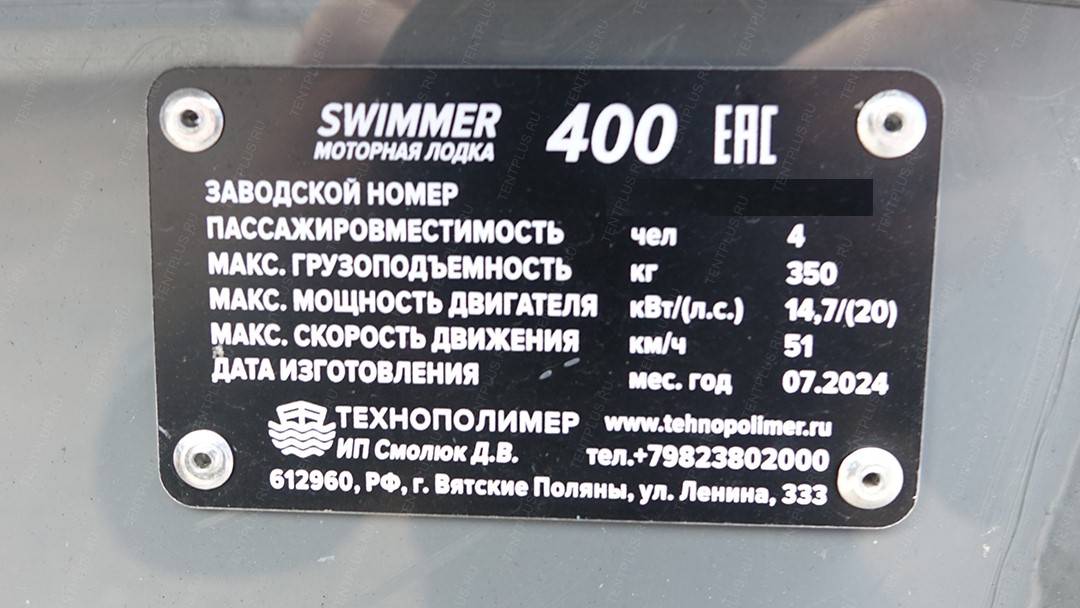 SWIMMER 400 EAC
МОТОРНАЯ ЛОДКА
ЗАВОДСКОЙ НОМЕР
ПАССАЖИРОВМЕСТИМОСТЬ чел 4
МАКС. ГРУЗОПОДЪЕМНОСТЬ кг 350
МАКС. МОЩНОСТЬ ДВИГАТЕЛЯ кВт/(л.с.) 14,7/(20)
МАКС. СКОРОСТЬ ДВИЖЕНИЯ км/ч 51
ДАТА ИЗГОТОВЛЕНИЯ мес. год 07.2024
ТЕХНОПОЛИМЕР www.tehnopolimer.ru
ИП Смолюк Д.В. тел.+79823802000
612960, РФ, г. Вятские Поляны, ул. Ленина, 333
TENTPLUS.RU